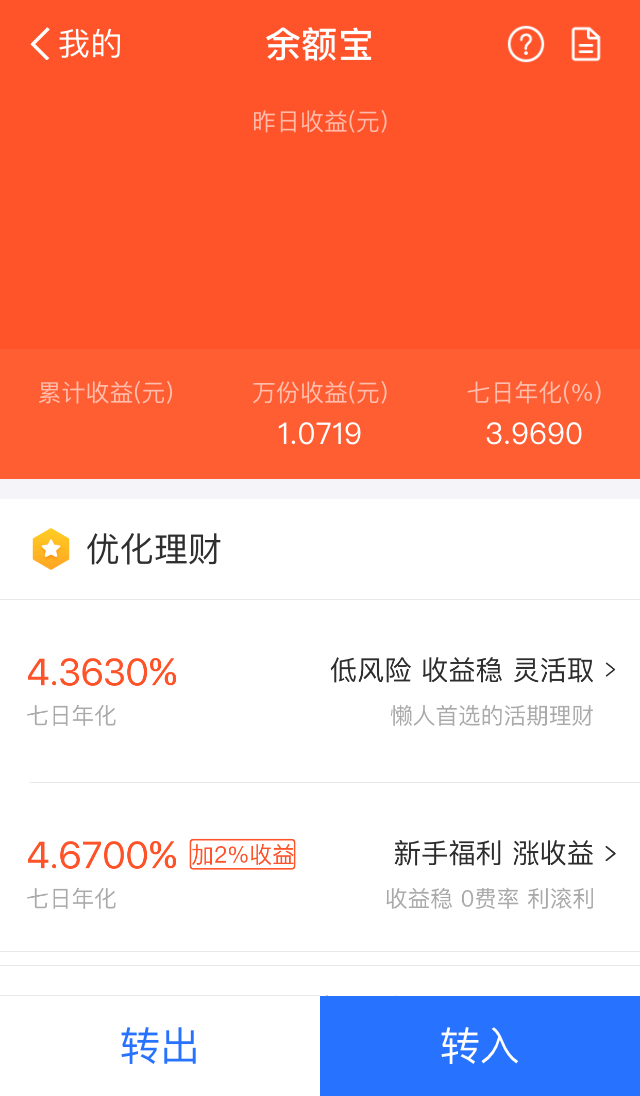 我的
余额宝
昨日收益(元)
累计收益(元)
万份收益(元)
七日年化(%)
1.0719
3.9690
优化理财
4.3630%
低风险 收益稳 灵活取
七日年化
懒人首选的活期理财
4.6700%
加2%收益
新手福利 涨收益
七日年化
收益稳 0费率 利滚利
转出
转入